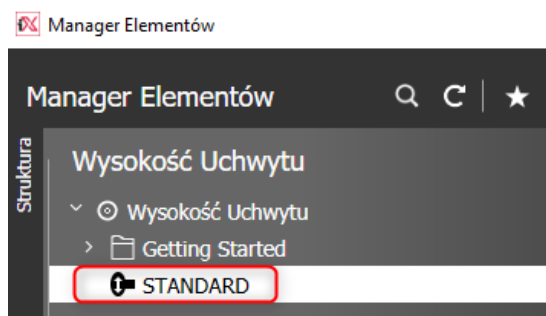 Manager Elementów
Manager Elementów
Struktura
Wysokość Uchwytu
Wysokość Uchwytu
Getting Started
STANDARD